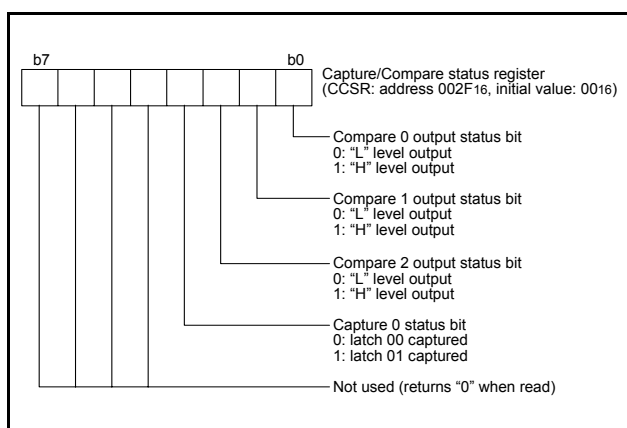 b7 b0
Capture/Compare status register
(CCSR: address 002F16, initial value: 0016)
Compare 0 output status bit
0: “L” level output
1: “H” level output
Compare 1 output status bit
0: “L” level output
1: “H” level output
Compare 2 output status bit
0: “L” level output
1: “H” level output
Capture 0 status bit
0: latch 00 captured
1: latch 01 captured
Not used (returns “0” when read)